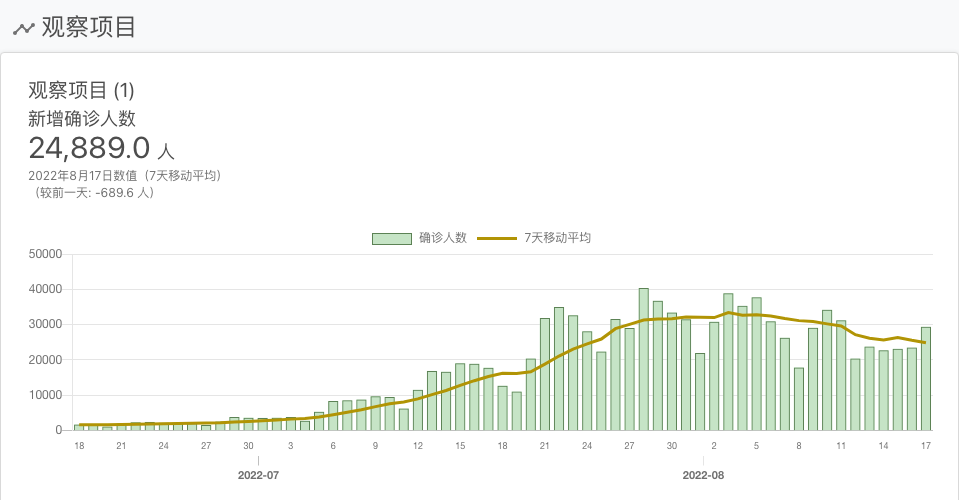 观察项目
观察项目 (1)
新增确诊人数
24,889.0 人
2022年8月17日数值（7天移动平均）
（较前一天: -689.6 人）
确诊人数 7天移动平均
50000
40000
30000
20000
10000
0
18 21 24 27 30 3 6 9 12 15 18 21 24 27 30 2 5 8 11 14 17
2022-07 2022-08